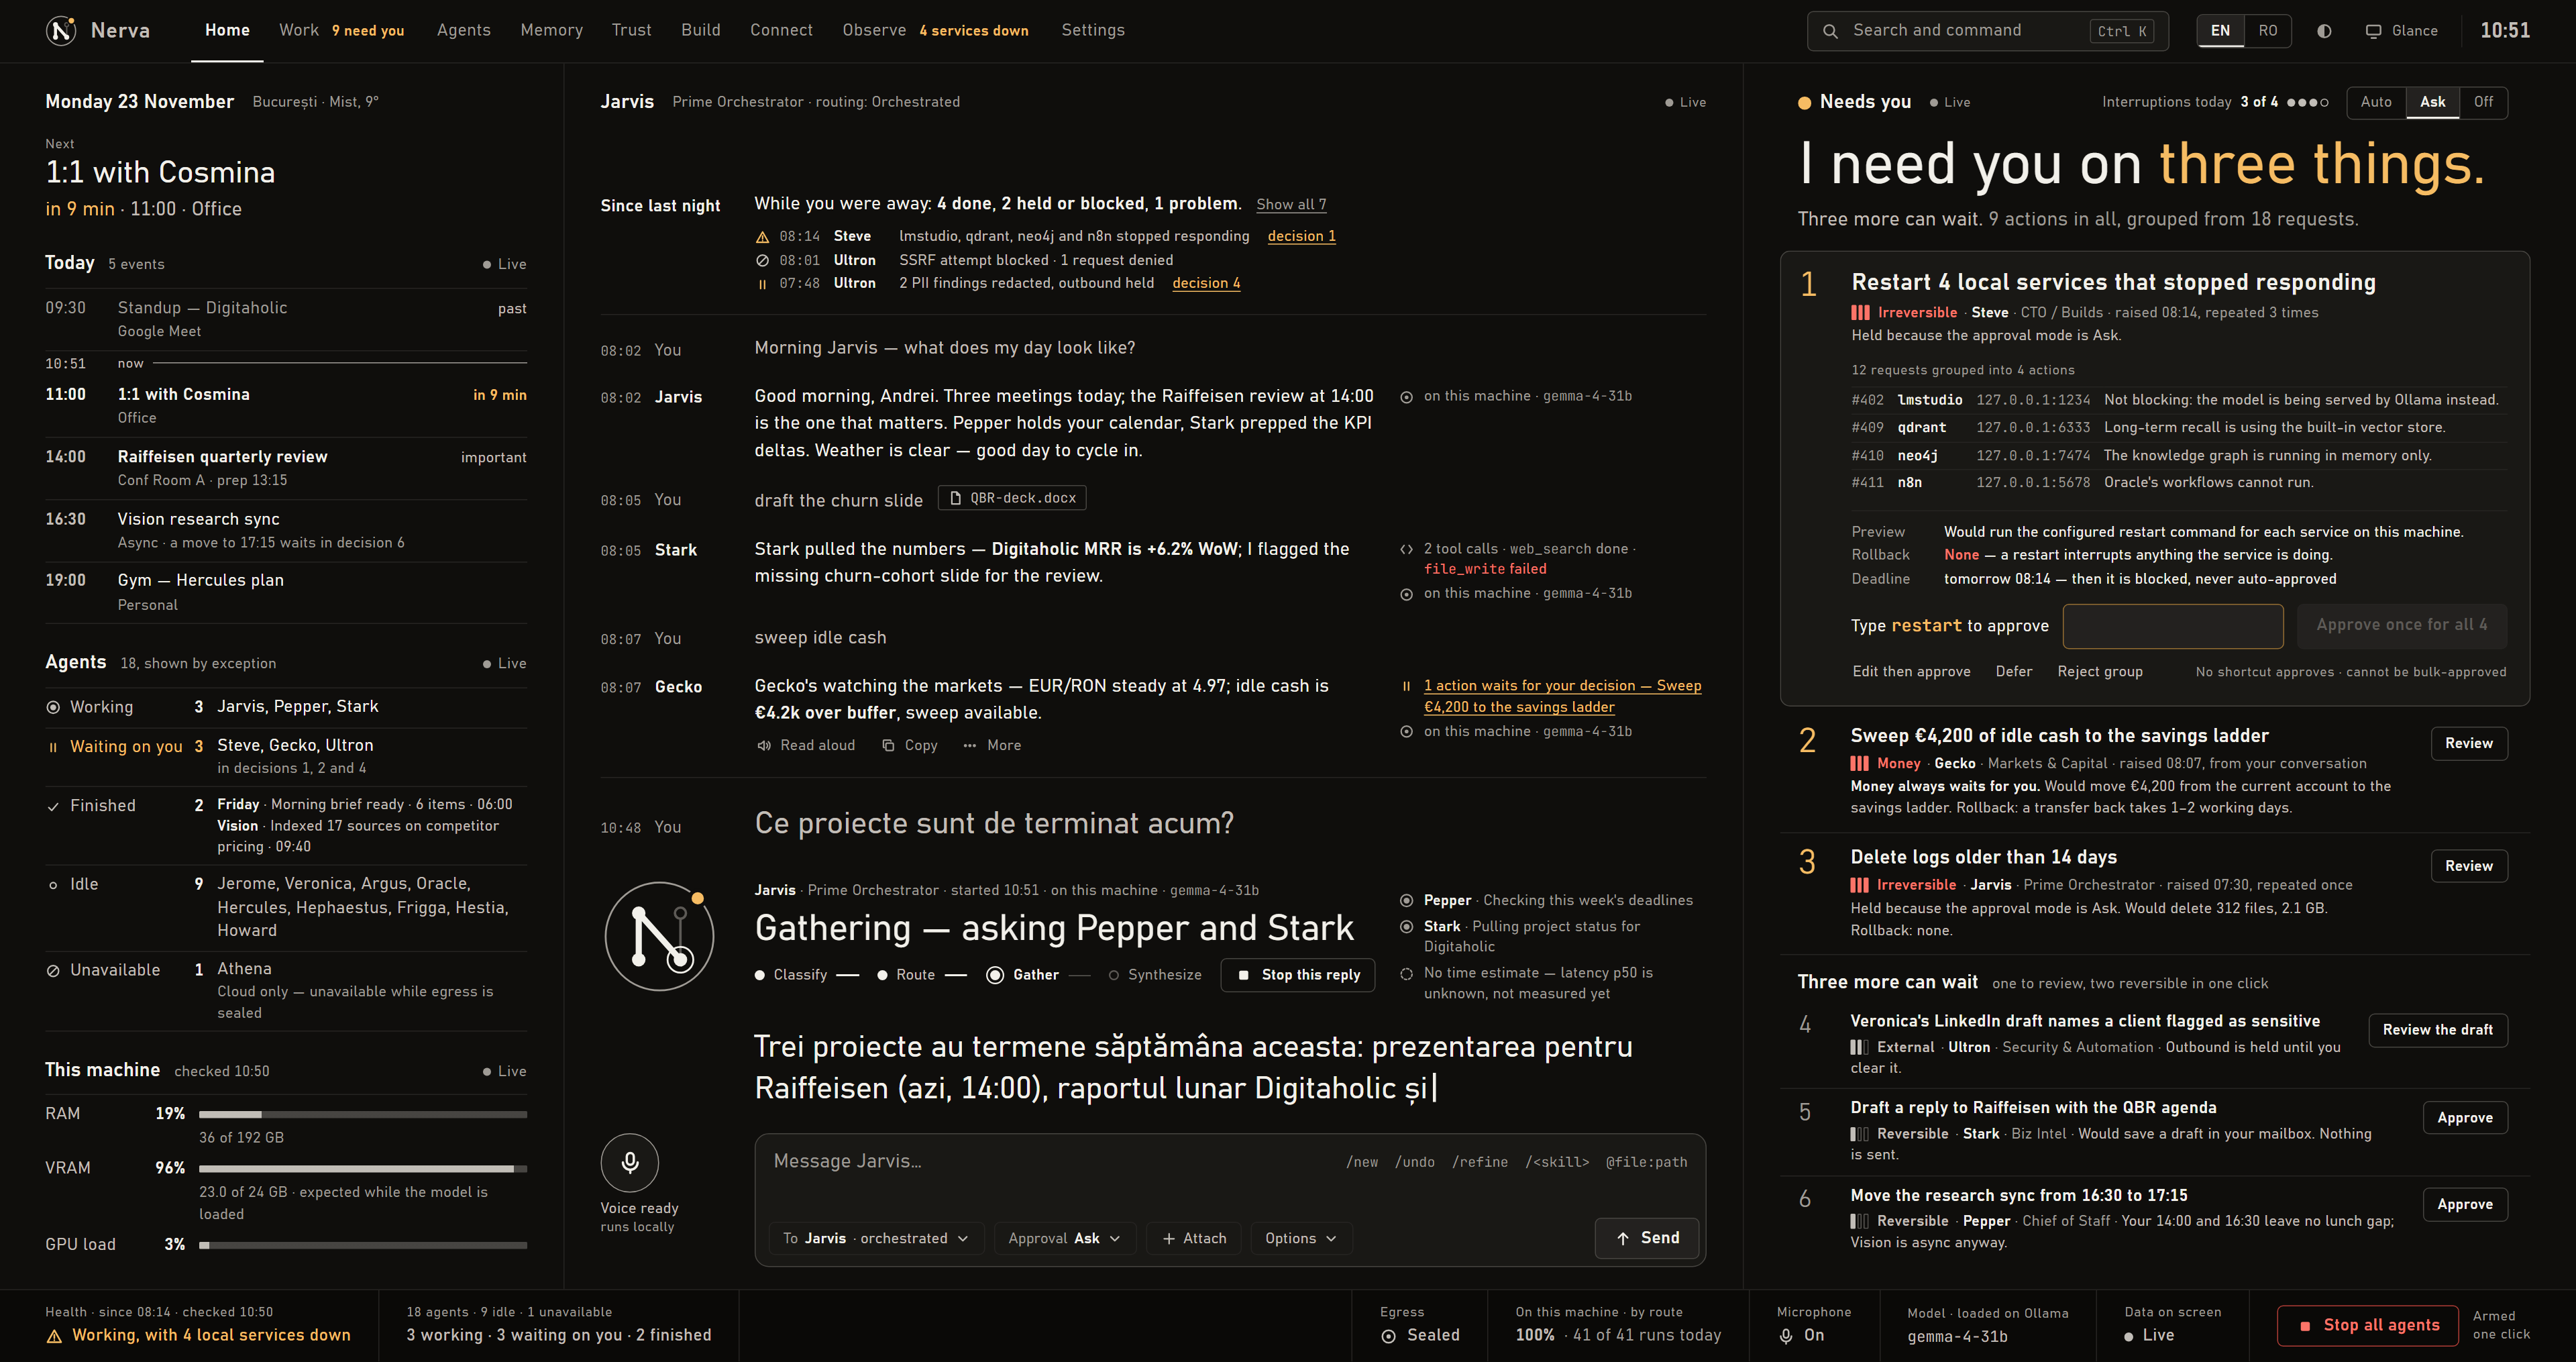 Nerva
Home
Work 9 need you
Agents
Memory
Trust
Build
Connect
Observe 4 services down
Settings
Search and command Ctrl K
EN RO
Glance
10:51
Monday 23 November București · Mist, 9°
Next
1:1 with Cosmina
in 9 min · 11:00 · Office
Today 5 events Live
09:30 Standup — Digitaholic past
Google Meet
10:51 now
11:00 1:1 with Cosmina in 9 min
Office
14:00 Raiffeisen quarterly review important
Conf Room A · prep 13:15
16:30 Vision research sync
Async · a move to 17:15 waits in decision 6
19:00 Gym — Hercules plan
Personal
Agents 18, shown by exception Live
Working 3 Jarvis, Pepper, Stark
Waiting on you 3 Steve, Gecko, Ultron
in decisions 1, 2 and 4
Finished 2 Friday · Morning brief ready · 6 items · 06:00
Vision · Indexed 17 sources on competitor
pricing · 09:40
Idle 9 Jerome, Veronica, Argus, Oracle,
Hercules, Hephaestus, Frigga, Hestia,
Howard
Unavailable 1 Athena
Cloud only — unavailable while egress is
sealed
This machine checked 10:50 Live
RAM 19%
36 of 192 GB
VRAM 96%
23.0 of 24 GB · expected while the model is
loaded
GPU load 3%
Jarvis Prime Orchestrator · routing: Orchestrated Live
Since last night While you were away: 4 done, 2 held or blocked, 1 problem. Show all 7
08:14 Steve lmstudio, qdrant, neo4j and n8n stopped responding decision 1
08:01 Ultron SSRF attempt blocked · 1 request denied
07:48 Ultron 2 PII findings redacted, outbound held decision 4
08:02 You Morning Jarvis — what does my day look like?
08:02 Jarvis Good morning, Andrei. Three meetings today; the Raiffeisen review at 14:00
is the one that matters. Pepper holds your calendar, Stark prepped the KPI
deltas. Weather is clear — good day to cycle in.
on this machine · gemma-4-31b
08:05 You draft the churn slide QBR-deck.docx
08:05 Stark Stark pulled the numbers — Digitaholic MRR is +6.2% WoW; I flagged the
missing churn-cohort slide for the review.
2 tool calls · web_search done ·
file_write failed
on this machine · gemma-4-31b
08:07 You sweep idle cash
08:07 Gecko Gecko's watching the markets — EUR/RON steady at 4.97; idle cash is
€4.2k over buffer, sweep available.
1 action waits for your decision — Sweep
€4,200 to the savings ladder
on this machine · gemma-4-31b
Read aloud Copy More
10:48 You Ce proiecte sunt de terminat acum?
Jarvis · Prime Orchestrator · started 10:51 · on this machine · gemma-4-31b
Gathering — asking Pepper and Stark
Classify Route Gather Synthesize Stop this reply
Pepper · Checking this week's deadlines
Stark · Pulling project status for
Digitaholic
No time estimate — latency p50 is
unknown, not measured yet
Trei proiecte au termene săptămâna aceasta: prezentarea pentru
Raiffeisen (azi, 14:00), raportul lunar Digitaholic și
Voice ready
runs locally
Message Jarvis… /new /undo /refine /<skill> @file:path
To Jarvis · orchestrated Approval Ask Attach Options Send
Needs you Live Interruptions today 3 of 4 Auto Ask Off
I need you on three things.
Three more can wait. 9 actions in all, grouped from 18 requests.
1 Restart 4 local services that stopped responding
Irreversible · Steve · CTO / Builds · raised 08:14, repeated 3 times
Held because the approval mode is Ask.
12 requests grouped into 4 actions
#402 lmstudio 127.0.0.1:1234 Not blocking: the model is being served by Ollama instead.
#409 qdrant 127.0.0.1:6333 Long-term recall is using the built-in vector store.
#410 neo4j 127.0.0.1:7474 The knowledge graph is running in memory only.
#411 n8n 127.0.0.1:5678 Oracle's workflows cannot run.
Preview Would run the configured restart command for each service on this machine.
Rollback None — a restart interrupts anything the service is doing.
Deadline tomorrow 08:14 — then it is blocked, never auto-approved
Type restart to approve Approve once for all 4
Edit then approve Defer Reject group No shortcut approves · cannot be bulk-approved
2 Sweep €4,200 of idle cash to the savings ladder Review
Money · Gecko · Markets & Capital · raised 08:07, from your conversation
Money always waits for you. Would move €4,200 from the current account to the
savings ladder. Rollback: a transfer back takes 1–2 working days.
3 Delete logs older than 14 days Review
Irreversible · Jarvis · Prime Orchestrator · raised 07:30, repeated once
Held because the approval mode is Ask. Would delete 312 files, 2.1 GB.
Rollback: none.
Three more can wait one to review, two reversible in one click
4 Veronica's LinkedIn draft names a client flagged as sensitive Review the draft
External · Ultron · Security & Automation · Outbound is held until you
clear it.
5 Draft a reply to Raiffeisen with the QBR agenda Approve
Reversible · Stark · Biz Intel · Would save a draft in your mailbox. Nothing
is sent.
6 Move the research sync from 16:30 to 17:15 Approve
Reversible · Pepper · Chief of Staff · Your 14:00 and 16:30 leave no lunch gap;
Vision is async anyway.
Health · since 08:14 · checked 10:50
Working, with 4 local services down
18 agents · 9 idle · 1 unavailable
3 working · 3 waiting on you · 2 finished
Egress
Sealed
On this machine · by route
100% · 41 of 41 runs today
Microphone
On
Model · loaded on Ollama
gemma-4-31b
Data on screen
Live
Stop all agents
Armed
one click